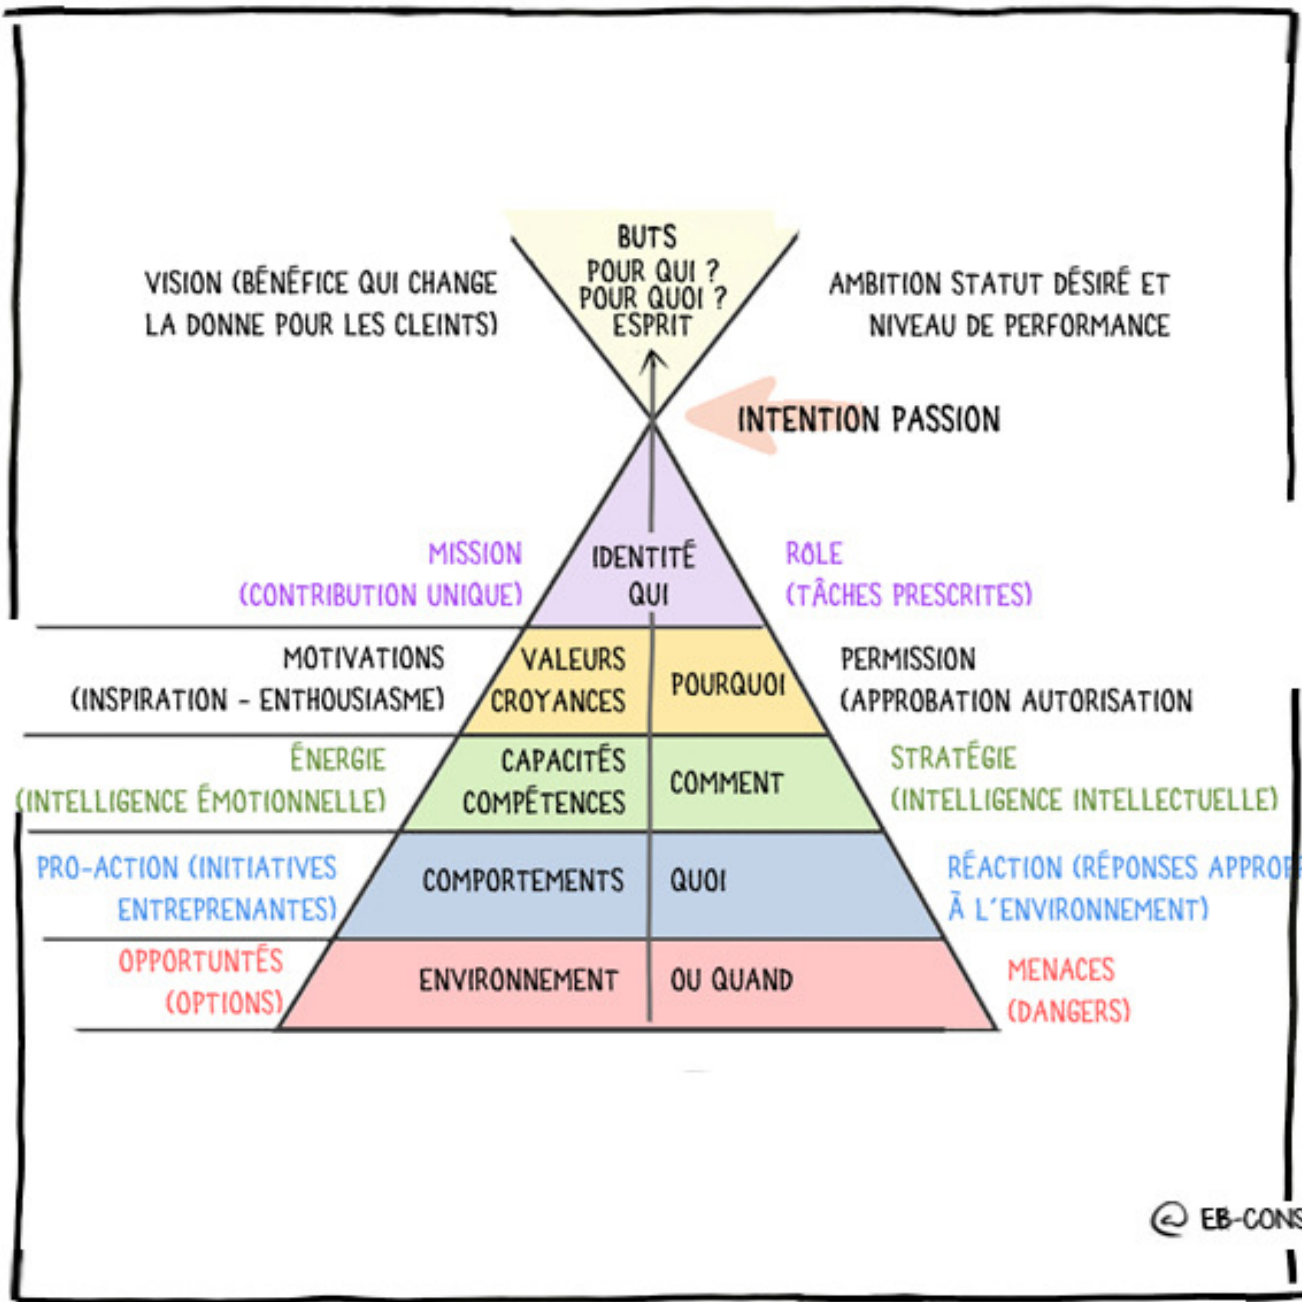 BUTS
POUR QUI ?
POUR QUOI ?
ESPRIT
VISION (BÉNÉFICE QUI CHANGE
LA DONNE POUR LES CLEINTS)
AMBITION STATUT DÉSIRÉ ET
NIVEAU DE PERFORMANCE
INTENTION PASSION
MISSION
(CONTRIBUTION UNIQUE)
IDENTITÉ
QUI
RÔLE
(TÂCHES PRESCRITES)
MOTIVATIONS
(INSPIRATION - ENTHOUSIASME)
VALEURS
CROYANCES
POURQUOI
PERMISSION
(APPROBATION AUTORISATION
ÉNERGIE
(INTELLIGENCE ÉMOTIONNELLE)
CAPACITÉS
COMPÉTENCES
COMMENT
STRATÉGIE
(INTELLIGENCE INTELLECTUELLE)
PRO-ACTION (INITIATIVES
ENTREPRENANTES)
COMPORTEMENTS
QUOI
RÉACTION (RÉPONSES
À L'ENVIRONNEMENT)
OPPORTUNTÉS
(OPTIONS)
ENVIRONNEMENT
OU QUAND
MENACES
(DANGERS)
@ EB-CONS